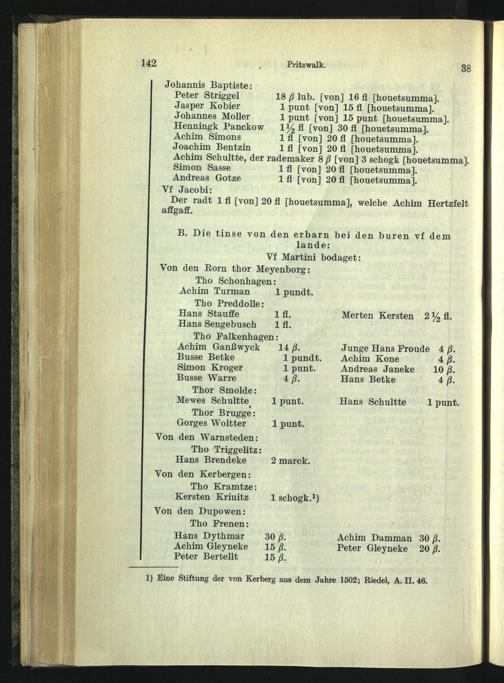 142 Pritzwalk. 38
Johannis Baptiste:
Peter Striggel 18 β lub. [von] 16 fl [houetsumma].
Jasper Kobier 1 punt [von] 15 fl [houetsumma].
Johannes Moller 1 punt [von] 15 punt [houetsumma].
Henningk Panckow 1½ fl [von] 30 fl [houetsumma].
Achim Simons 1 fl [von] 20 fl [houetsumma].
Joachim Bentzin 1 fl [von] 20 fl [houetsumma].
Achim Schultte, der rademaker 8 β [von] 3 schogk [houetsumma].
Simon Sasse 1 fl [von] 20 fl [houetsumma].
Andreas Gotze 1 fl [von] 20 fl [houetsumma].
Vf Jacobi:
Der radt 1 fl [von] 20 fl [houetsumma], welche Achim Hertzfelt
affgaff.
B. Die tinse von den erbarn bei den buren vf dem
lande:
Vf Martini bodaget:
Von den Rorn thor Meyenborg:
Tho Schonhagen:
Achim Turman 1 pundt.
Tho Preddolle:
Hans Stauffe 1 fl. Merten Kersten 2½ fl.
Hans Sengebusch 1 fl.
Tho Falkenhagen:
Achim Ganßwyck 14 β. Junge Hans Froude 4 β.
Busse Betke 1 pundt. Achim Kone 4 β.
Simon Kroger 1 punt. Andreas Janeke 10 β.
Busse Warre 4 β. Hans Betke 4 β.
Thor Smolde:
Mewes Schultte 1 punt. Hans Schultte 1 punt.
Thor Brugge:
Gorges Woltter 1 punt.
Von den Warnsteden:
Tho Triggelitz:
Hans Brendeke 2 marck.
Von den Kerbergen:
Tho Kramtze:
Kersten Kriuitz 1 schogk.¹)
Von den Dupowen:
Tho Frenen:
Hans Dythmar 30 β. Achim Damman 30 β.
Achim Gleyneke 15 β. Peter Gleyneke 20 β.
Peter Bertellt 15 β.
1) Eine Stiftung der von Kerberg aus dem Jahre 1502; Riedel, A. II. 46.